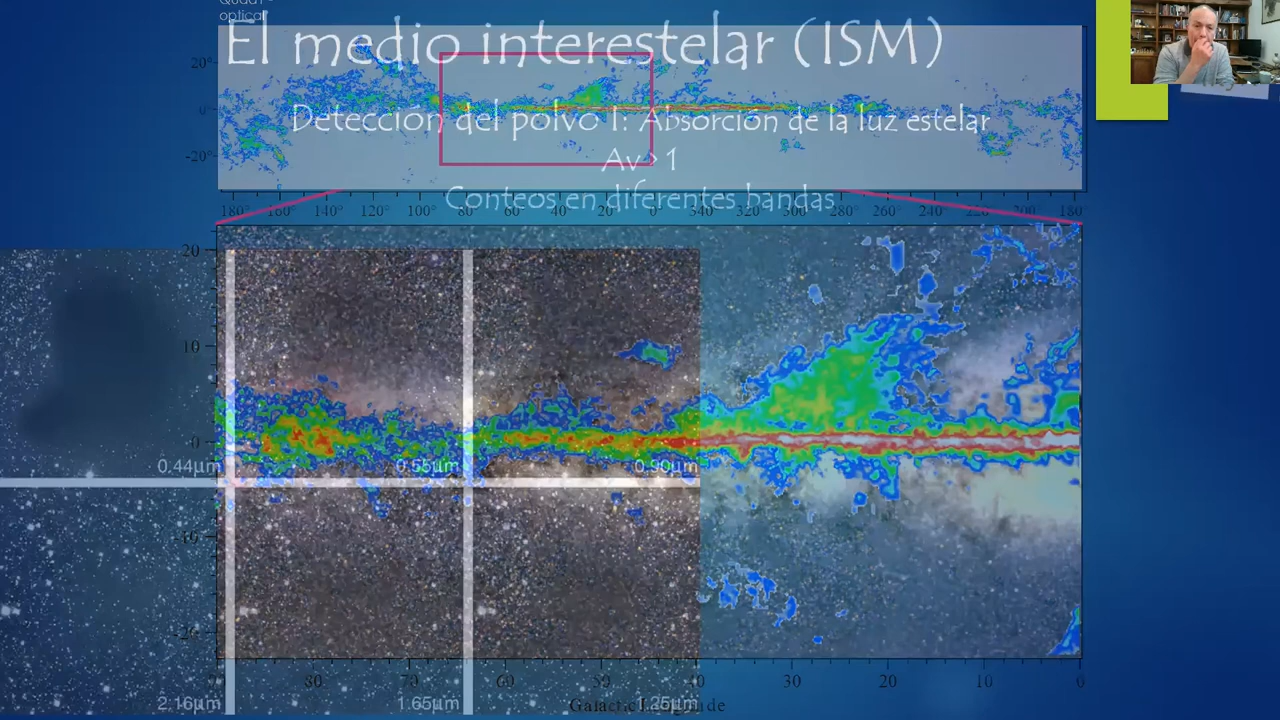 optical
El medio interestelar (ISM)
20°
0°
Detección del polvo I: Absorción de la luz estelar
-20°
Av > 1
Conteos en diferentes bandas
180° 160° 140° 120° 100° 80° 60° 40° 20 0° 340 320° 300° 280° 260° 220° 180
20
10
0
0.44μm 0.55μm 0.90μm
80 70 60 50 40 30 20 10 0
2.16μm 1.65μm 1.25μm
Galactic